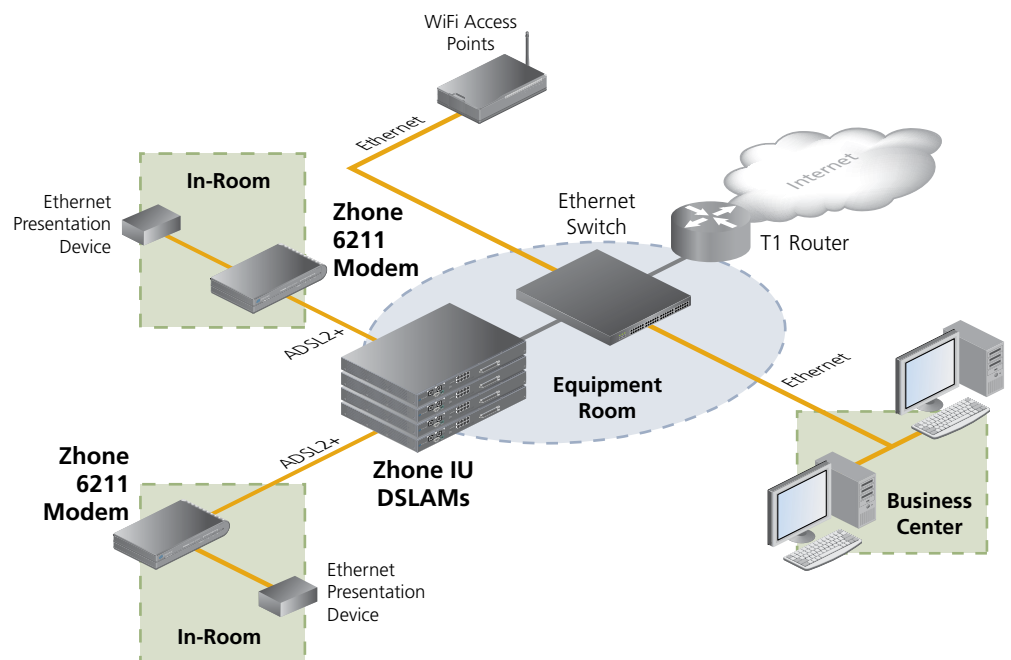 WiFi Access
Points
Ethernet
Internet
In-Room
Ethernet
Presentation
Device
Zhone
6211
Modem
Ethernet
Switch
T1 Router
ADSL2+
Equipment
Room
Ethernet
ADSL2+
Zhone IU
DSLAMs
Zhone
6211
Modem
Business
Center
Ethernet
Presentation
Device
In-Room